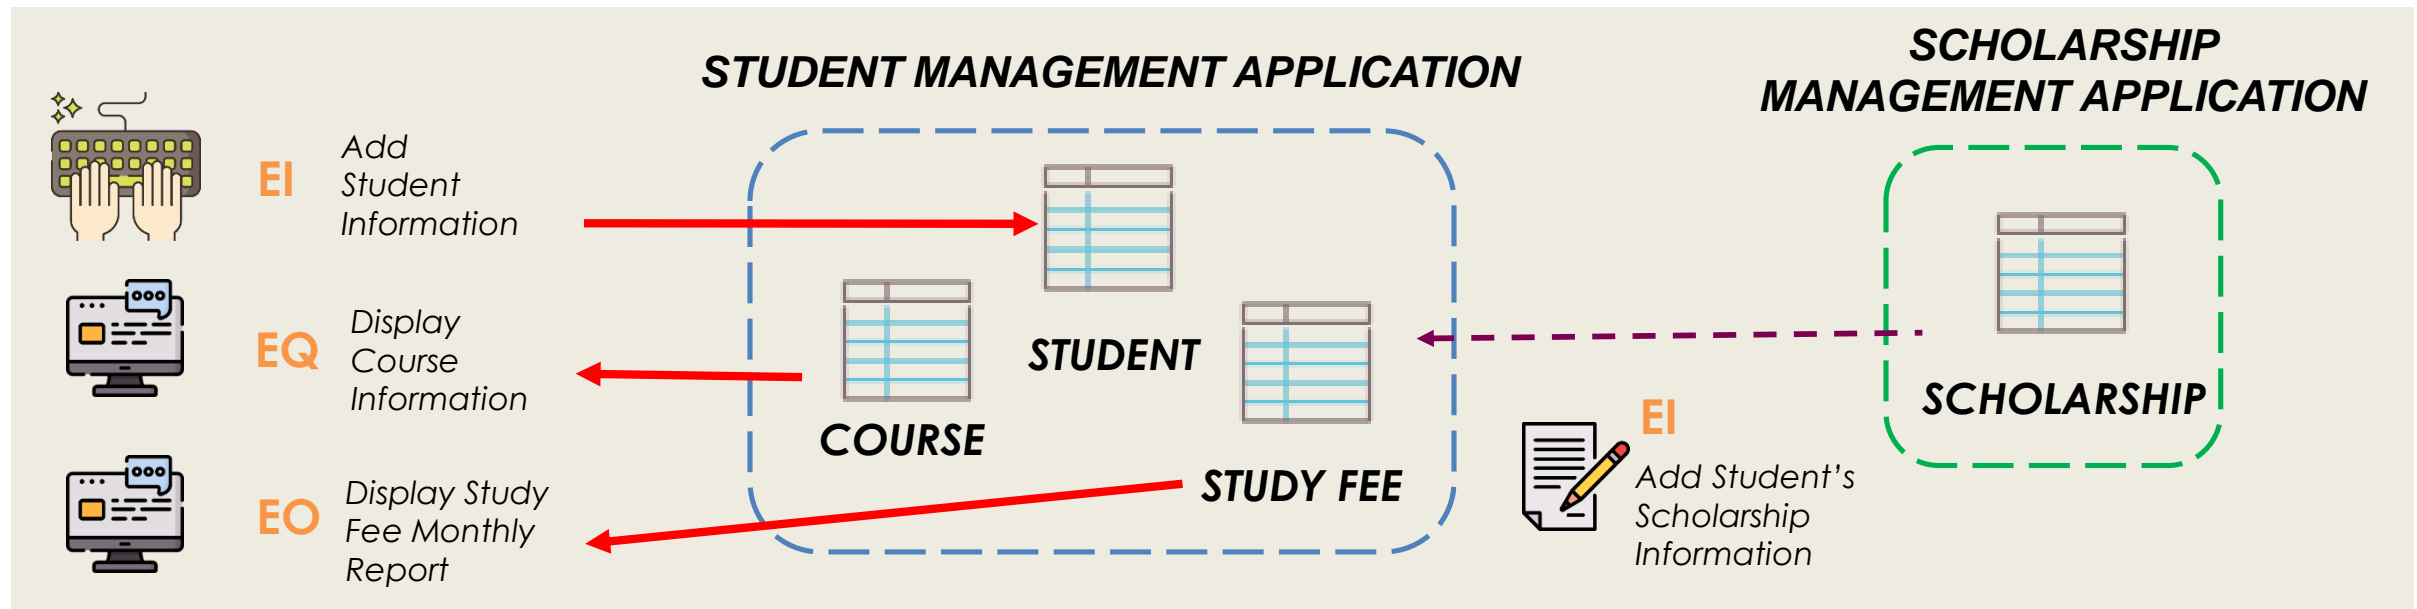 STUDENT MANAGEMENT APPLICATION
SCHOLARSHIP
MANAGEMENT APPLICATION
EI
Add
Student
Information
EQ
Display
Course
Information
EO
Display Study
Fee Monthly
Report
STUDENT
COURSE
STUDY FEE
EI
Add Student’s
Scholarship
Information
SCHOLARSHIP